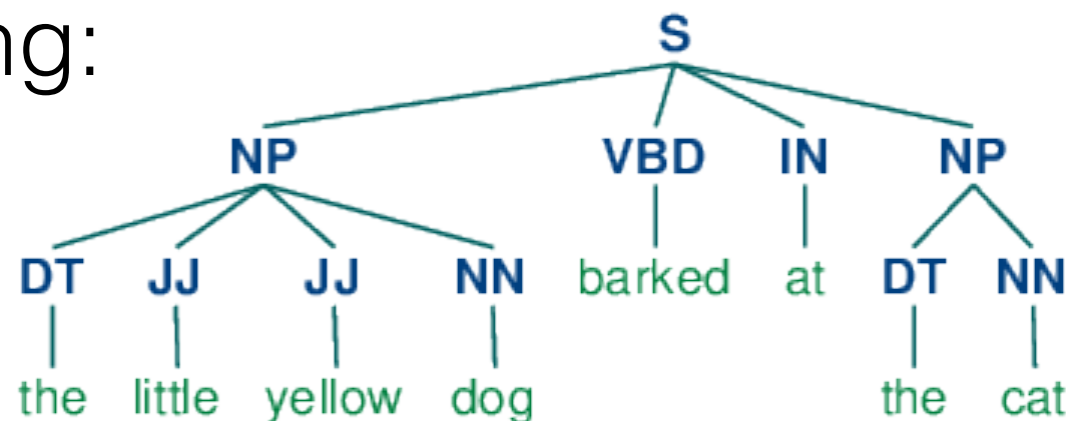 ng:
S
NP VBD IN NP
DT JJ JJ NN barked at DT NN
the little yellow dog the cat